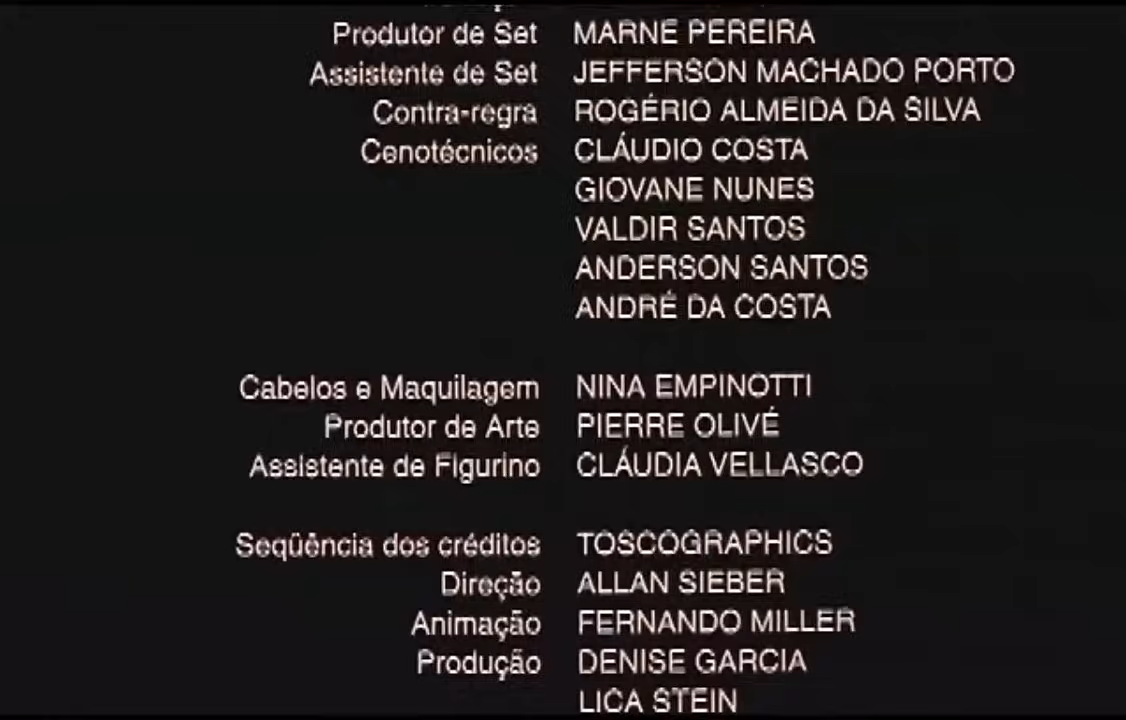 Produtor de Set MARNE PEREIRA
Assistente de Set JEFFERSON MACHADO PORTO
Contra-regra ROGÉRIO ALMEIDA DA SILVA
Cenotécnicos CLÁUDIO COSTA
GIOVANE NUNES
VALDIR SANTOS
ANDERSON SANTOS
ANDRÉ DA COSTA
Cabelos e Maquilagem NINA EMPINOTTI
Produtor de Arte PIERRE OLIVÉ
Assistente de Figurino CLÁUDIA VELLASCO
Seqüência dos créditos TOSCOGRAPHICS
Direção ALLAN SIEBER
Animação FERNANDO MILLER
Produção DENISE GARCIA
LICA STEIN